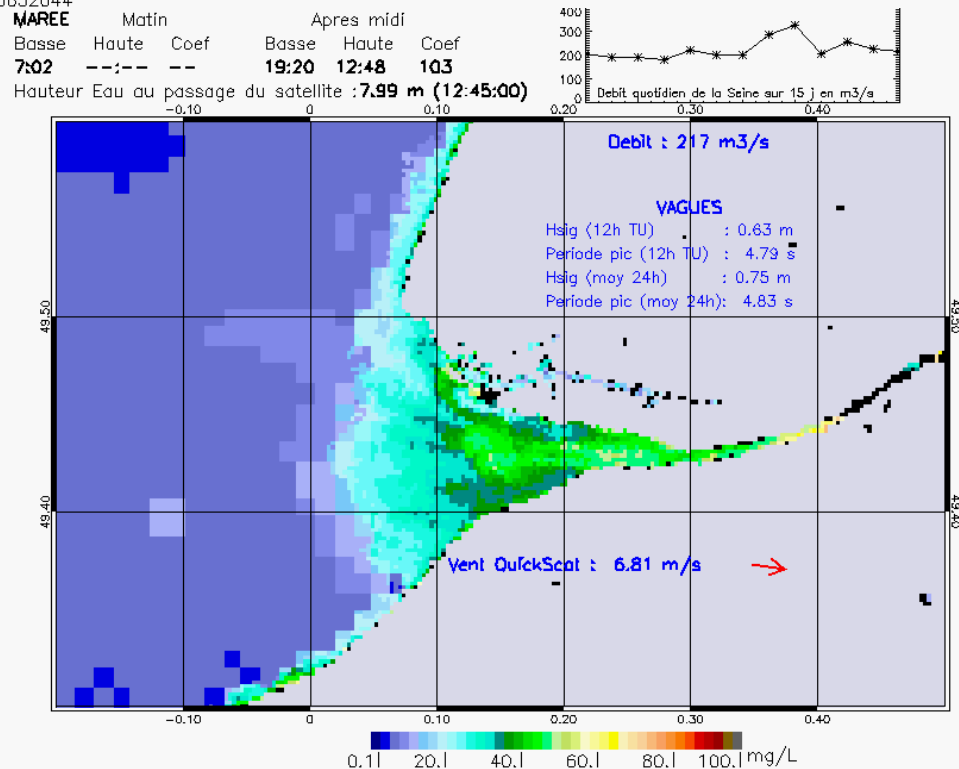 MAREE Matin Apres midi
Basse Haute Coef Basse Haute Coef
7:02 --:-- -- 19:20 12:48 103
Hauteur Eau au passage du satellite :7.99 m (12:45:00)
400
300
200
100
0
Debit quotidien de la Seine sur 15 j en m3/s
-0.10 0 0.10 0.20 0.30 0.40
Debit : 217 m3/s
VAGUES
Hsig (12h TU) : 0.63 m
Periode pic (12h TU) : 4.79 s
Hsig (moy 24h) : 0.75 m
Periode pic (moy 24h): 4.83 s
49.50 49.50
49.40 49.40
Vent QuickScat : 6.81 m/s
-0.10 0 0.10 0.20 0.30 0.40
0.1| 20.| 40.| 60.| 80.| 100.| mg/L